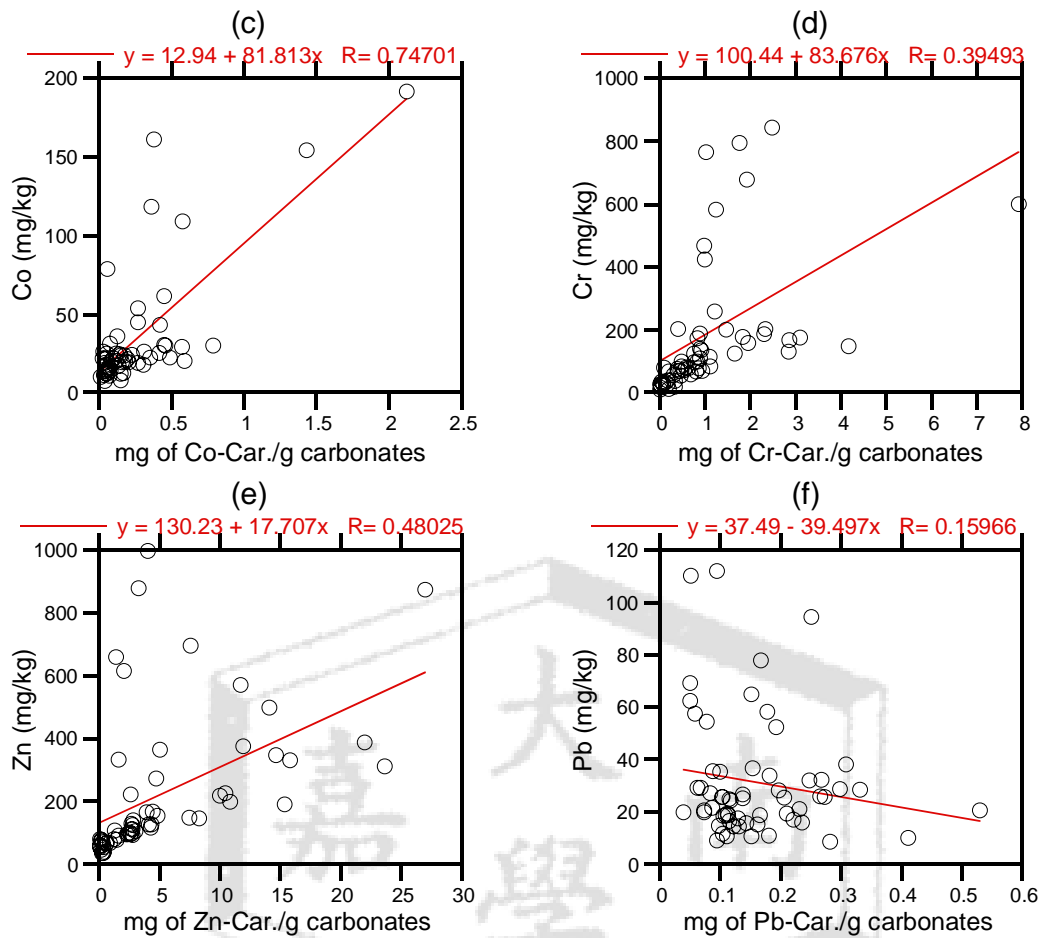 (c)
y = 12.94 + 81.813x R= 0.74701
200
150
100
50
0
Co (mg/kg)
0 0.5 1 1.5 2 2.5
mg of Co-Car./g carbonates
(d)
y = 100.44 + 83.676x R= 0.39493
1000
800
600
400
200
0
Cr (mg/kg)
0 1 2 3 4 5 6 7 8
mg of Cr-Car./g carbonates
(e)
y = 130.23 + 17.707x R= 0.48025
1000
800
600
400
200
0
Zn (mg/kg)
0 5 10 15 20 25 30
mg of Zn-Car./g carbonates
(f)
y = 37.49 - 39.497x R= 0.15966
120
100
80
60
40
20
0
Pb (mg/kg)
0 0.1 0.2 0.3 0.4 0.5 0.6
mg of Pb-Car./g carbonates
大
嘉 南
學